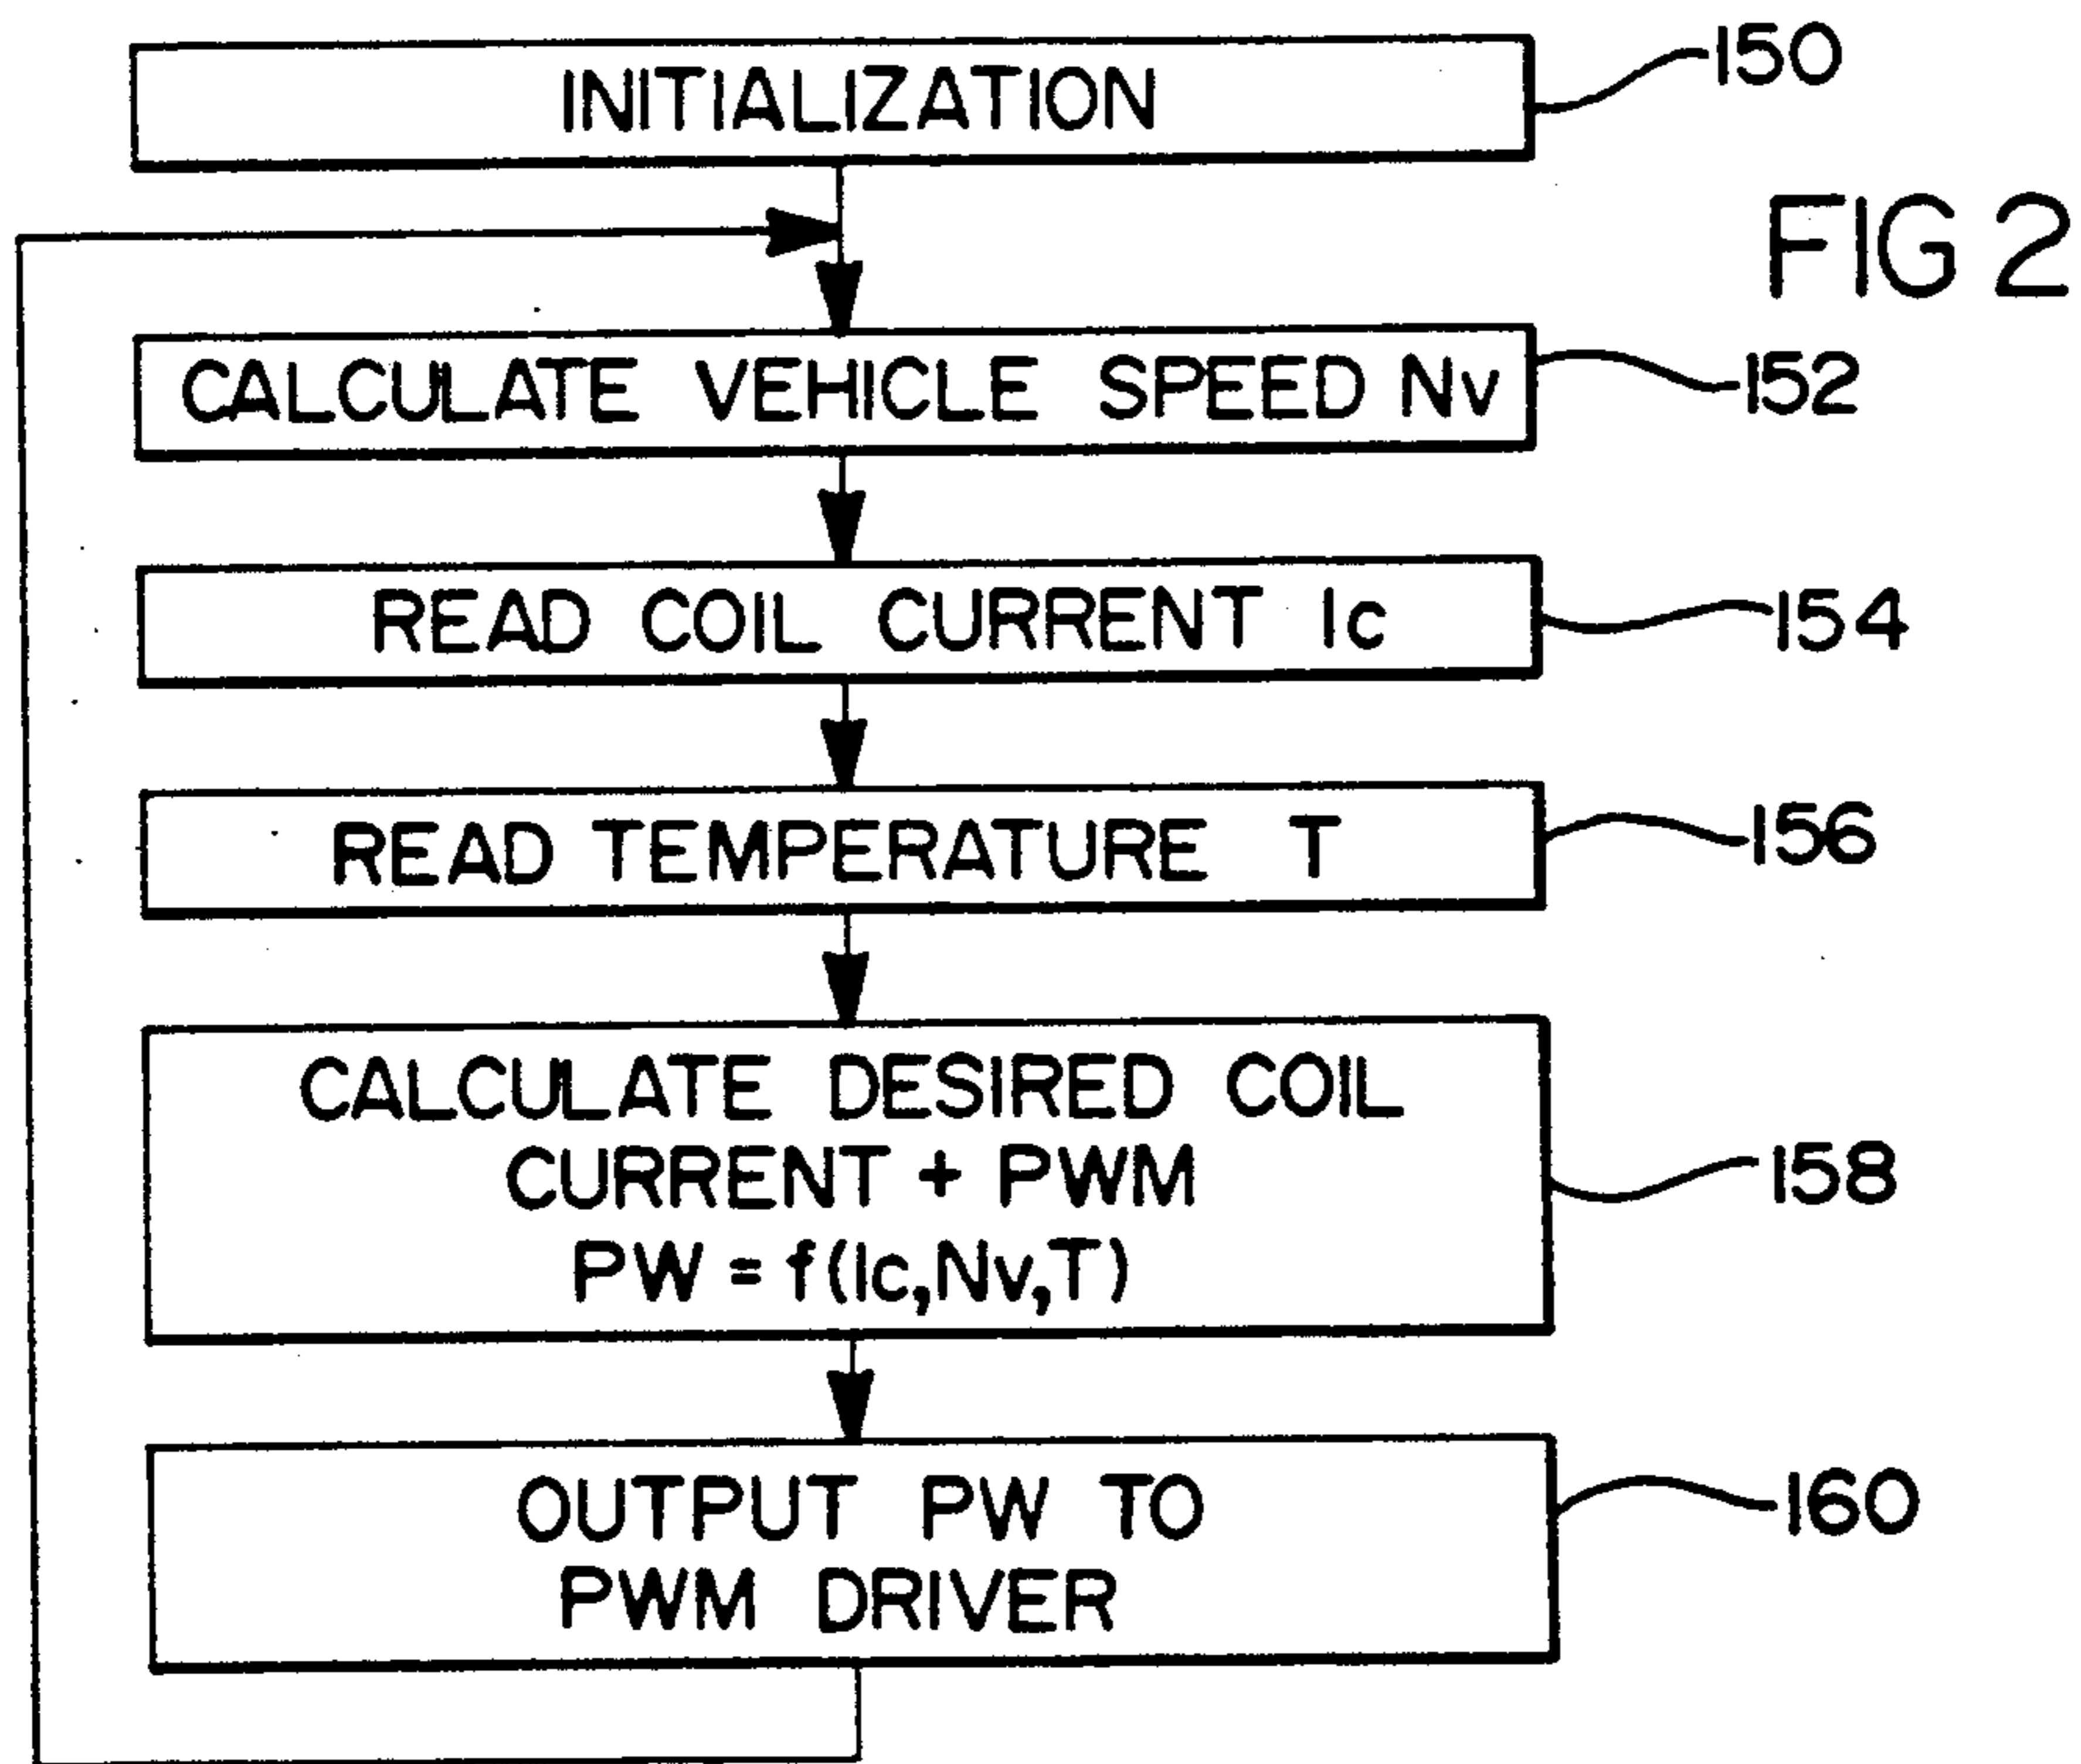 INITIALIZATION
150
FIG 2
CALCULATE VEHICLE SPEED Nv
152
READ COIL CURRENT Ic
154
READ TEMPERATURE T
156
CALCULATE DESIRED COIL
CURRENT + PWM
PW = f(Ic,Nv,T)
158
OUTPUT PW TO
PWM DRIVER
160